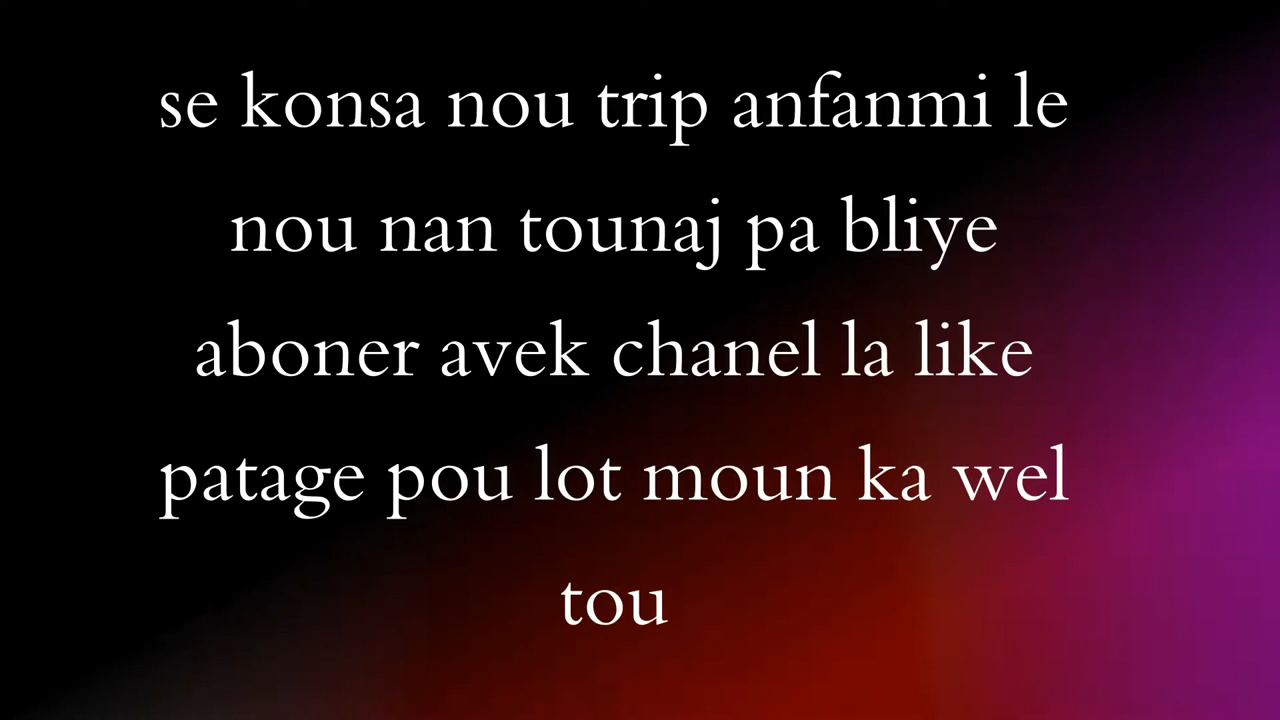 se konsa nou trip anfanmi le
nou nan tounaj pa bliye
aboner avek chanel la like
patage pou lot moun ka wel
tou